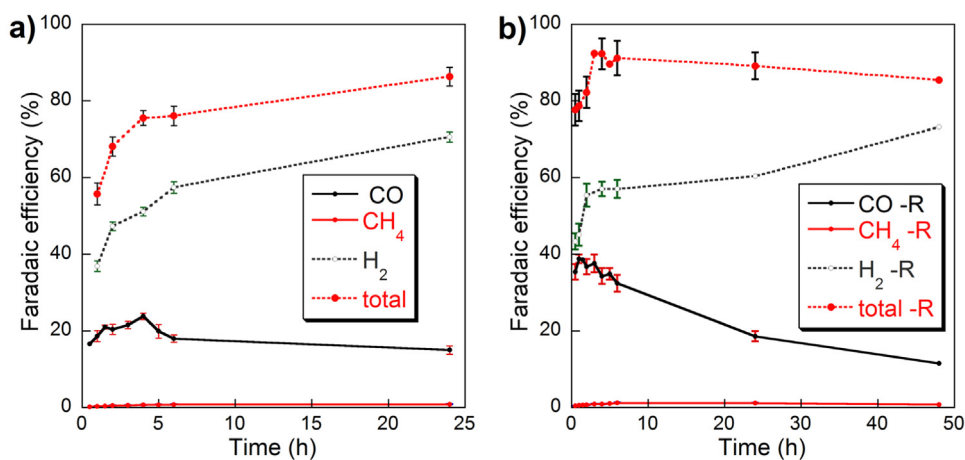 a)
Faradaic efficiency (%)
100
80
60
40
20
0
CO
CH₄
H₂
total
0 5 10 15 20 25
Time (h)
b)
Faradaic efficiency (%)
100
80
60
40
20
0
CO -R
CH₄ -R
H₂ -R
total -R
0 10 20 30 40 50
Time (h)